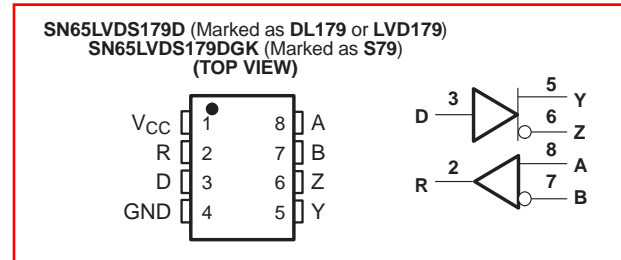 SN65LVDS179D (Marked as DL179 or LVD179)
SN65LVDS179DGK (Marked as S79)
(TOP VIEW)
VCC 1 8 A
R 2 7 B
D 3 6 Z
GND 4 5 Y
D 3 5 Y
6 Z
R 2 8 A
7 B